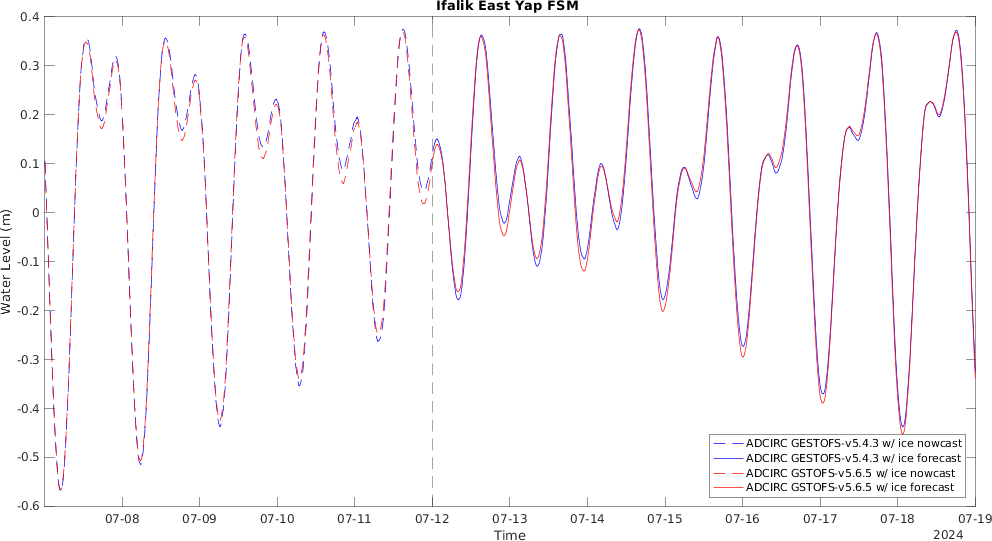 Ifalik East Yap FSM
0.4
0.3
0.2
0.1
0
-0.1
-0.2
-0.3
-0.4
-0.5
-0.6
Water Level (m)
ADCIRC GESTOFS-v5.4.3 w/ ice nowcast
ADCIRC GESTOFS-v5.4.3 w/ ice forecast
ADCIRC GSTOFS-v5.6.5 w/ ice nowcast
ADCIRC GSTOFS-v5.6.5 w/ ice forecast
07-08 07-09 07-10 07-11 07-12 07-13 07-14 07-15 07-16 07-17 07-18 07-19
Time
2024